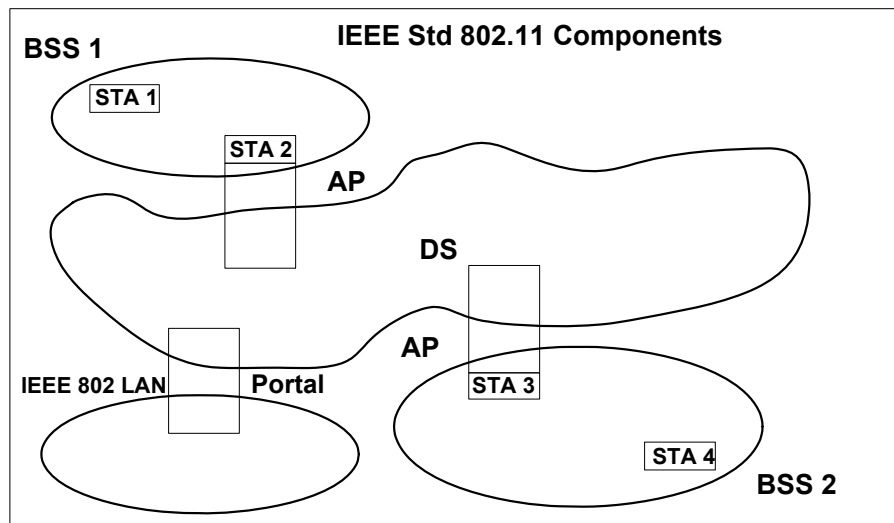 IEEE Std 802.11 Components
BSS 1
STA 1
STA 2
AP
DS
AP
IEEE 802 LAN
Portal
STA 3
STA 4
BSS 2